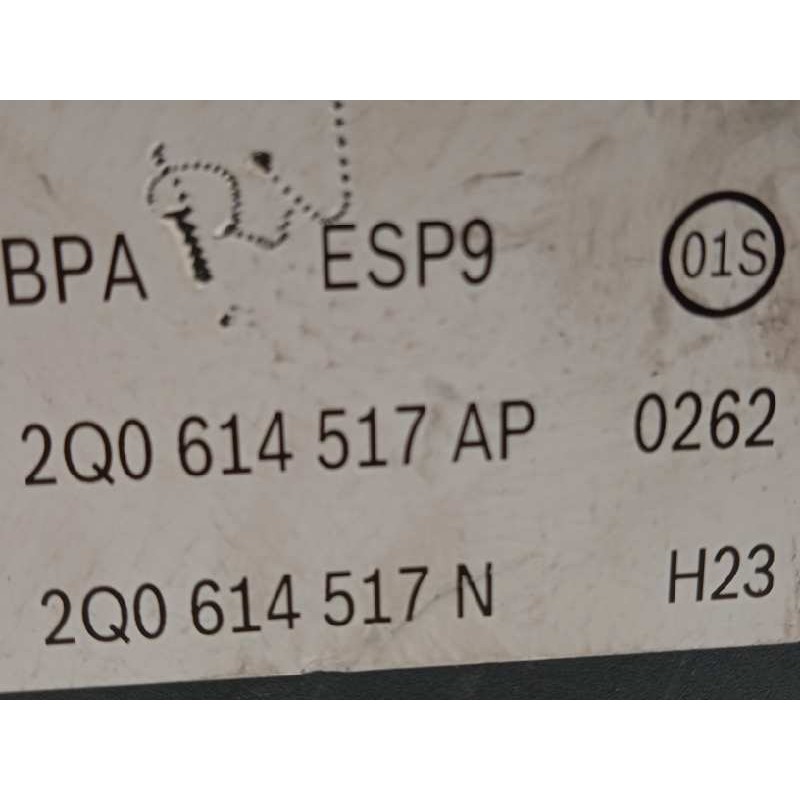 BPA ESP9 01S
2Q0 614 517 AP 0262
2Q0 614 517 N H23